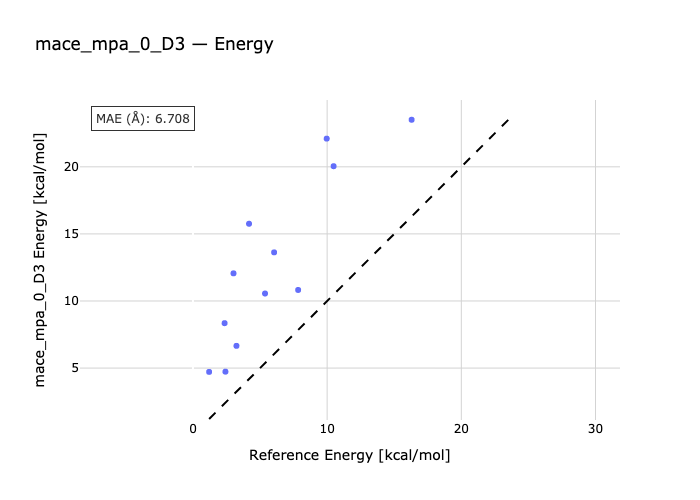 mace_mpa_0_D3 — Energy
MAE (Å): 6.708
mace_mpa_0_D3 Energy [kcal/mol]
20
15
10
5
0
10
20
30
Reference Energy [kcal/mol]